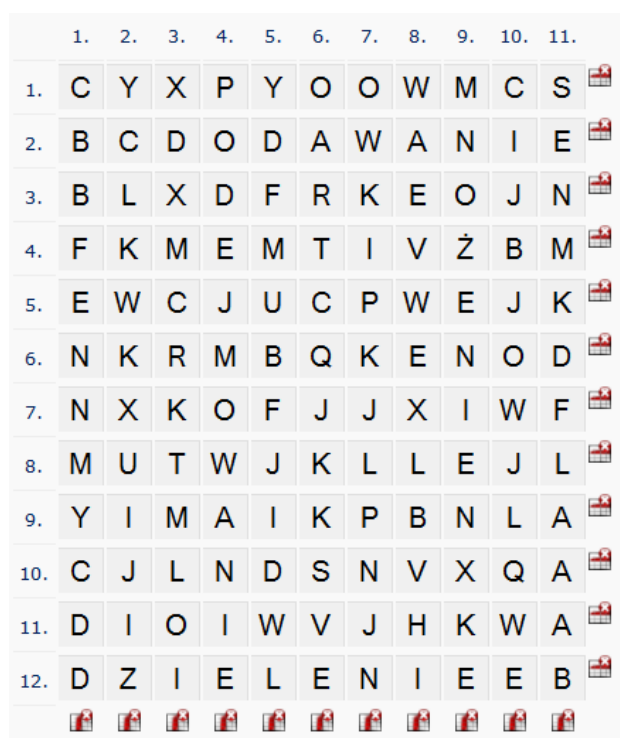 1. 2. 3. 4. 5. 6. 7. 8. 9. 10. 11.
1. C Y X P Y O O W M C S
2. B C D O D A W A N I E
3. B L X D F R K E O J N
4. F K M E M T I V Ż B M
5. E W C J U C P W E J K
6. N K R M B Q K E N O D
7. N X K O F J J X I W F
8. M U T W J K L L E J L
9. Y I M A I K P B N L A
10. C J L N D S N V X Q A
11. D I O I W V J H K W A
12. D Z I E L E N I E E B